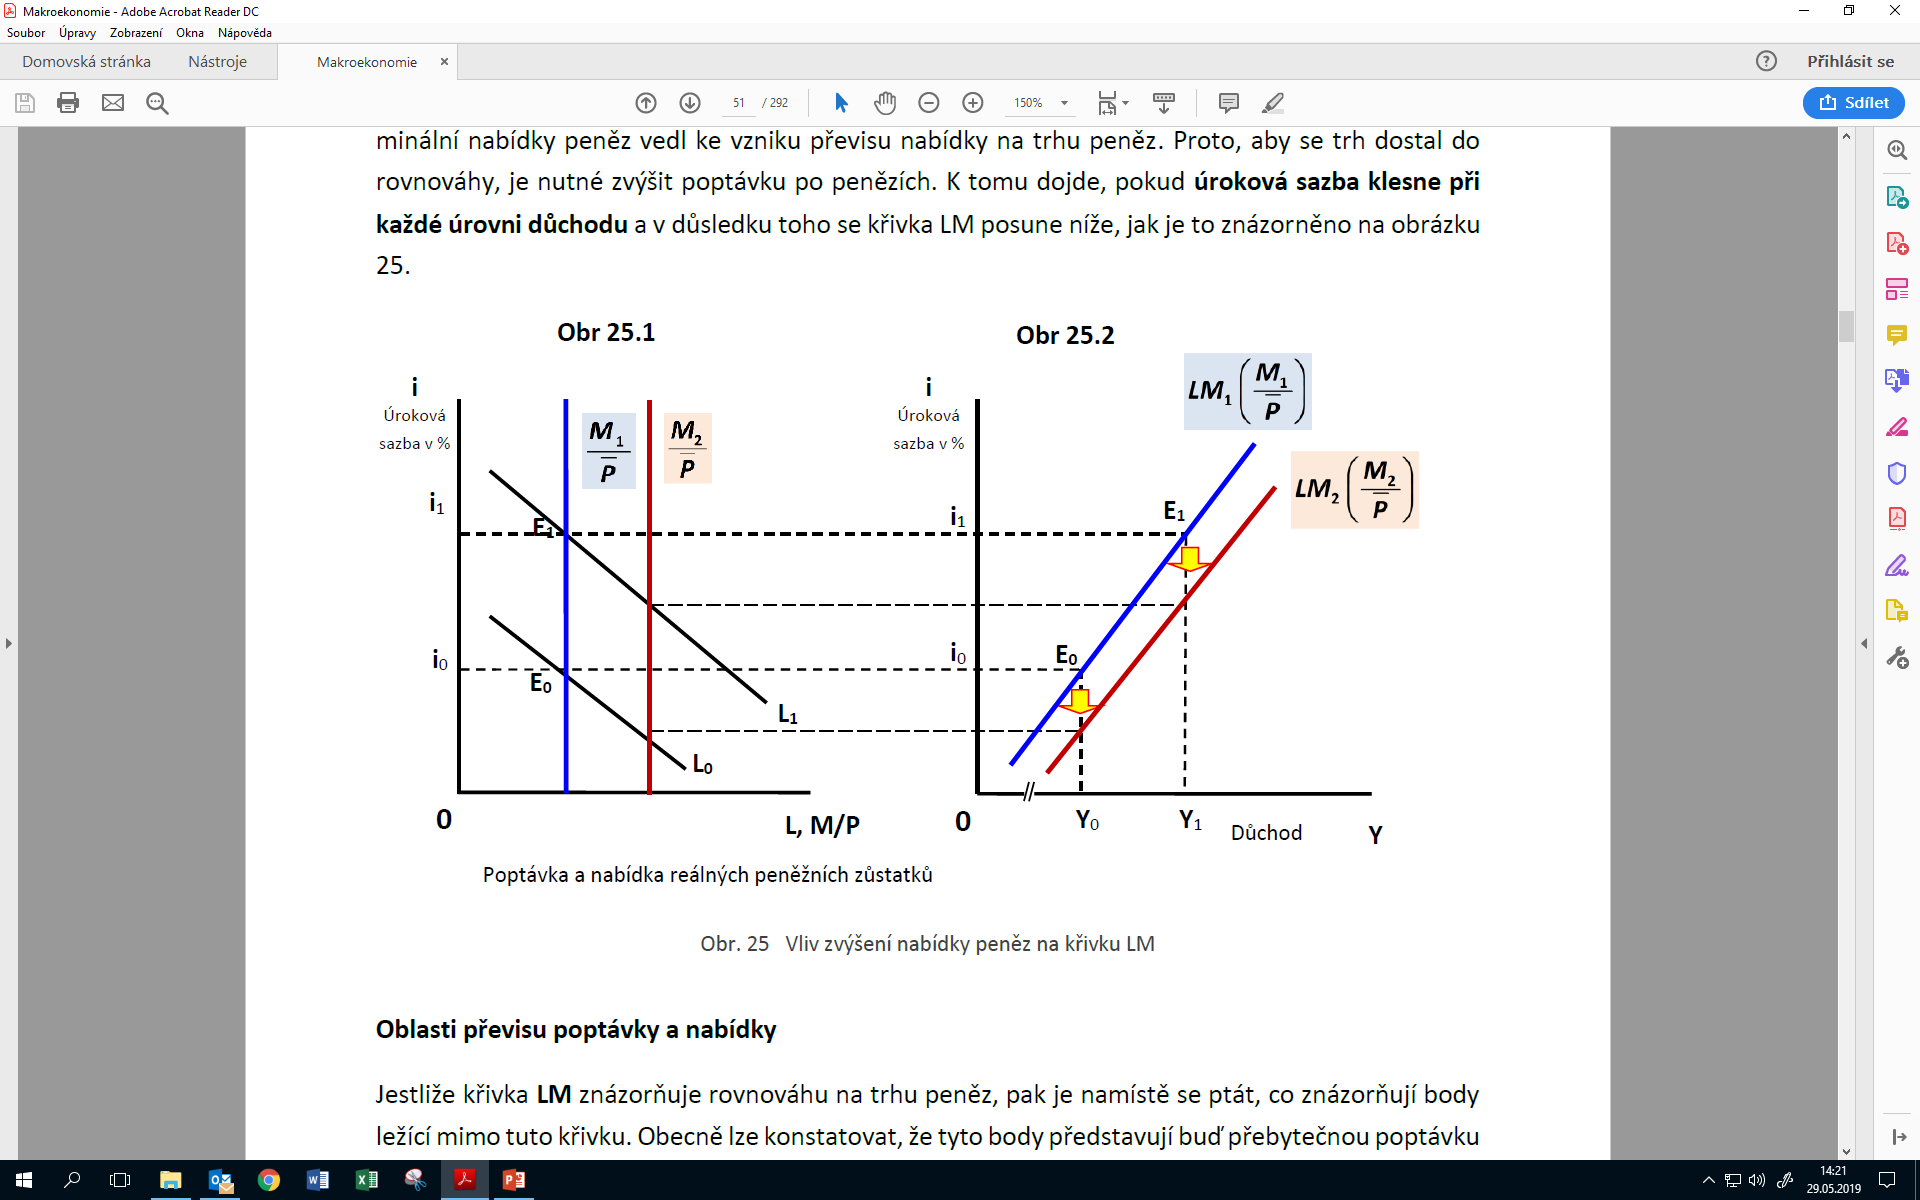 Makroekonomie - Adobe Acrobat Reader DC
Soubor Úpravy Zobrazení Okna Nápověda
Domovská stránka Nástroje Makroekonomie × Přihlásit se
51 / 292 150% Sdílet
minální nabídky peněz vedl ke vzniku převisu nabídky na trhu peněz. Proto, aby se trh dostal do
rovnováhy, je nutné zvýšit poptávku po penězích. K tomu dojde, pokud úroková sazba klesne při
každé úrovni důchodu a v důsledku toho se křivka LM posune níže, jak je to znázorněno na obrázku
25.
Obr 25.1
i
Úroková
sazba v %
M₁
P̅
M₂
P̅
i₁
E₁
i₀
E₀
L₁
L₀
0
L, M/P
Poptávka a nabídka reálných peněžních zůstatků
Obr 25.2
i
Úroková
sazba v %
LM₁ (M₁ / P̅)
LM₂ (M₂ / P̅)
i₁
E₁
i₀
E₀
0
Y₀
Y₁
Důchod
Y
Obr. 25 Vliv zvýšení nabídky peněz na křivku LM
Oblasti převisu poptávky a nabídky
Jestliže křivka LM znázorňuje rovnováhu na trhu peněz, pak je namístě se ptát, co znázorňují body
ležící mimo tuto křivku. Obecně lze konstatovat, že tyto body představují buď přebytečnou poptávku
14:21
29.05.2019